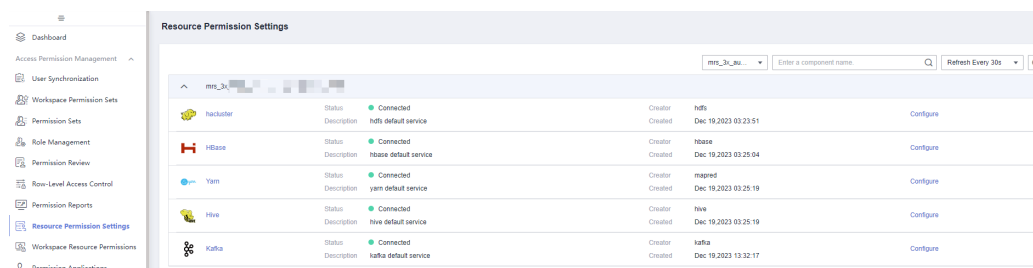 Resource Permission Settings
Dashboard
Access Permission Management
User Synchronization
Workspace Permission Sets
Permission Sets
Role Management
Permission Review
Row-Level Access Control
Permission Reports
Resource Permission Settings
Workspace Resource Permissions
Permission Applications
mrs_3x_au... Enter a component name. Refresh Every 30s
mrs_3x_
hacluster Status Connected Creator hdfs Configure
Description hdfs default service Created Dec 19,2023 03:23:51
HBase Status Connected Creator hbase Configure
Description hbase default service Created Dec 19,2023 03:25:04
Yarn Status Connected Creator mapred Configure
Description yarn default service Created Dec 19,2023 03:25:19
Hive Status Connected Creator hive Configure
Description hive default service Created Dec 19,2023 03:25:19
Kafka Status Connected Creator kafka Configure
Description kafka default service Created Dec 19,2023 13:32:17